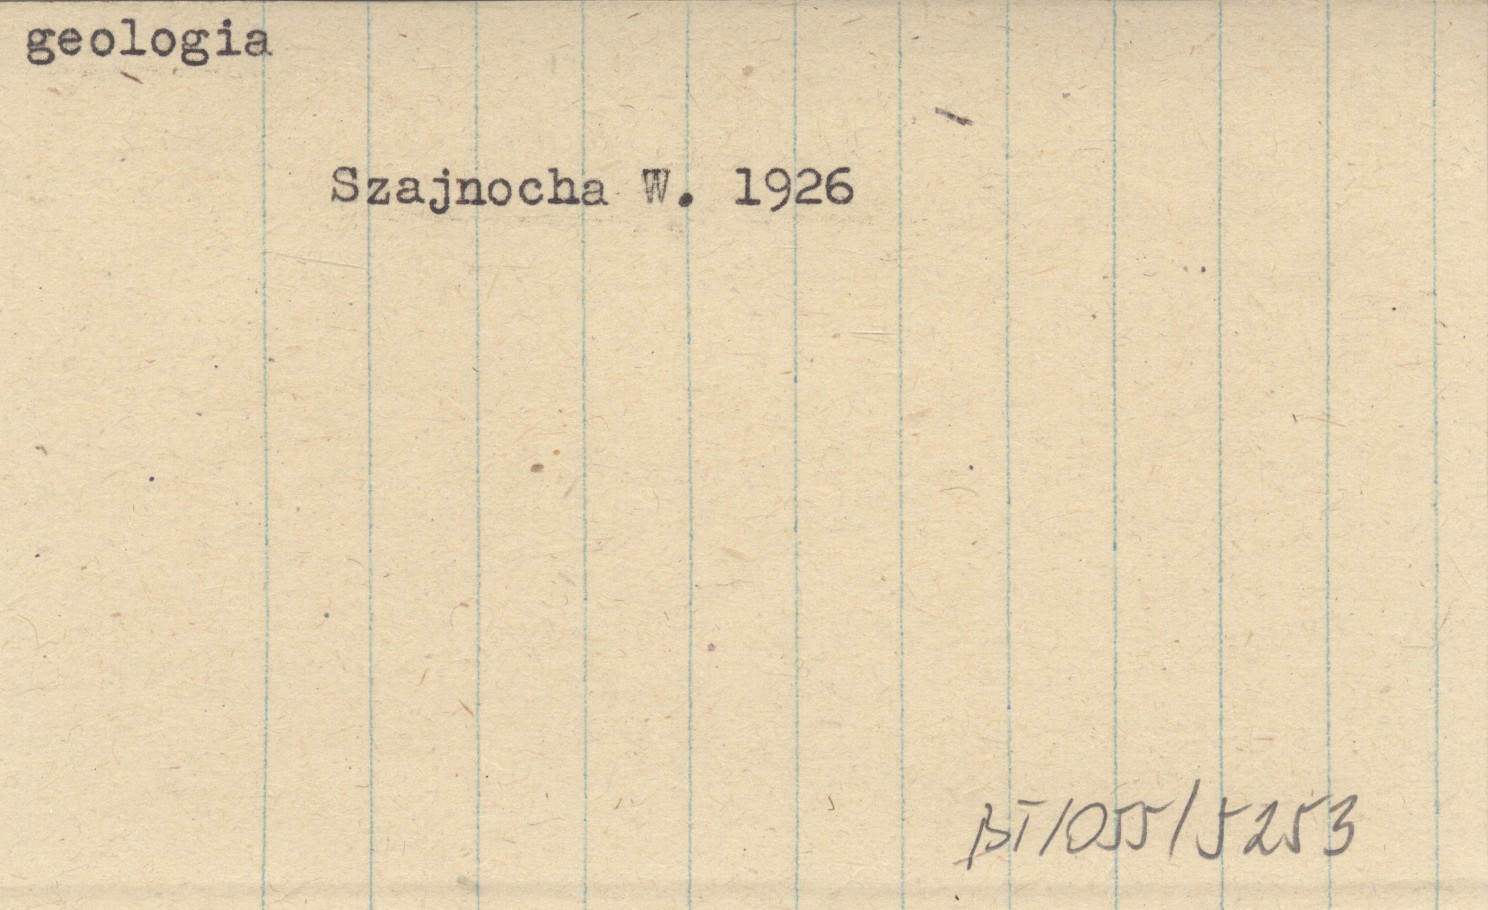 geologia
Szajnocha W. 1926
BT/055/5253